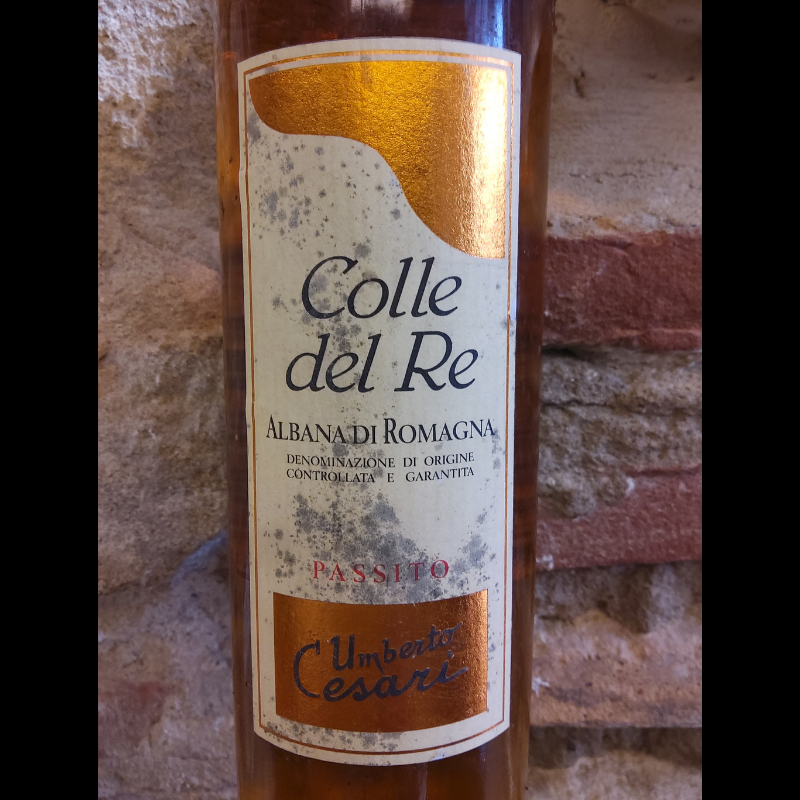 Colle
del Re
ALBANA DI ROMAGNA
DENOMINAZIONE DI ORIGINE
CONTROLLATA E GARANTITA
PASSITO
Umberto
Cesari